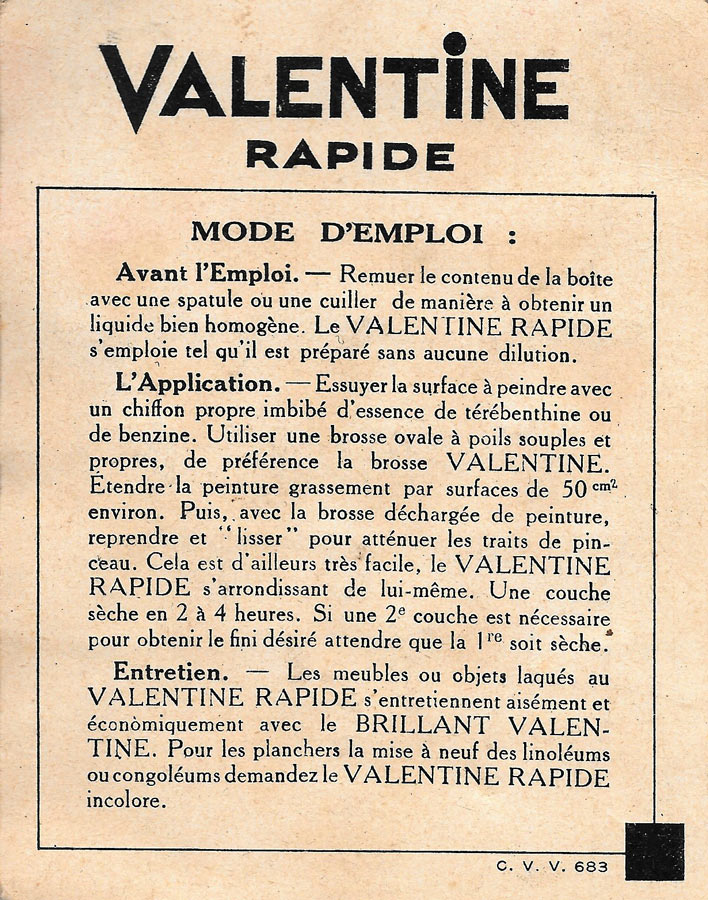 VALENTINE
RAPIDE
MODE D'EMPLOI :
Avant l'Emploi. — Remuer le contenu de la boîte
avec une spatule ou une cuiller de manière à obtenir un
liquide bien homogène. Le VALENTINE RAPIDE
s'emploie tel qu'il est préparé sans aucune dilution.
L'Application. — Essuyer la surface à peindre avec
un chiffon propre imbibé d'essence de térébenthine ou
de benzine. Utiliser une brosse ovale à poils souples et
propres, de préférence la brosse VALENTINE.
Etendre la peinture grassement par surfaces de 50 cm²
environ. Puis, avec la brosse déchargée de peinture,
reprendre et "lisser" pour atténuer les traits de pin-
ceau. Cela est d'ailleurs très facile, le VALENTINE
RAPIDE s'arrondissant de lui-même. Une couche
sèche en 2 à 4 heures. Si une 2e couche est nécessaire
pour obtenir le fini désiré attendre que la 1re soit sèche.
Entretien. — Les meubles ou objets laqués au
VALENTINE RAPIDE s'entretiennent aisément et
économiquement avec le BRILLANT VALEN-
TINE. Pour les planchers la mise à neuf des linoléums
ou congoléums demandez le VALENTINE RAPIDE
incolore.
C. V. V. 683